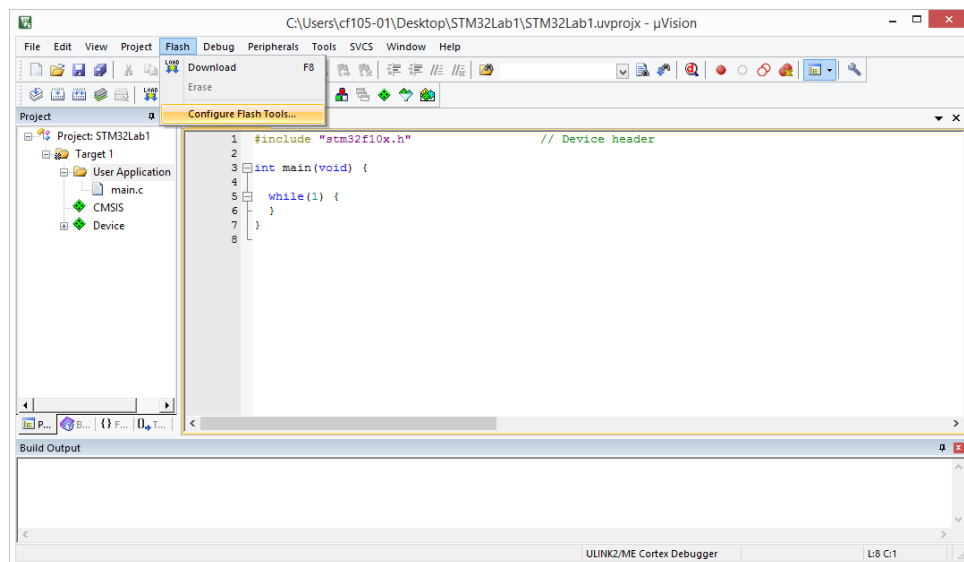 C:\Users\cf105-01\Desktop\STM32Lab1\STM32Lab1.uvprojx - µVision
File Edit View Project Flash Debug Peripherals Tools SVCS Window Help
LOAD Download F8
Erase
LOAD
Configure Flash Tools...
Project
Project: STM32Lab1
Target 1
User Application
main.c
CMSIS
Device
1 #include "stm32f10x.h" // Device header
2
3 int main(void) {
4
5 while(1) {
6 }
7 }
8
P... B... {} F... 0 T...
Build Output
ULINK2/ME Cortex Debugger L:8 C:1